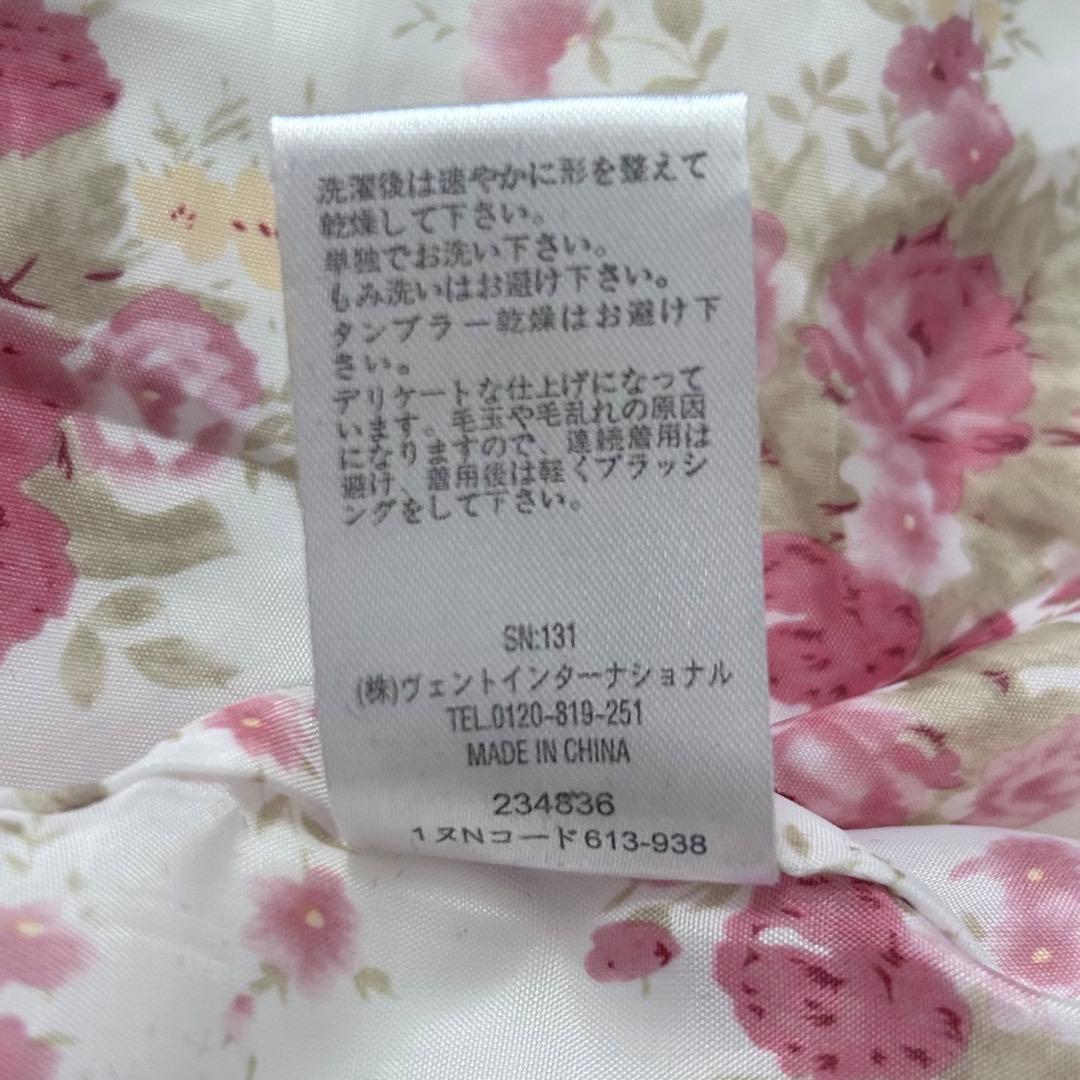 洗濯後は速やかに形を整えて
乾燥して下さい。
単独でお洗い下さい。
もみ洗いはお避け下さい。
タンブラー乾燥はお避け下
さい。
デリケートな仕上げになって
います。毛玉や毛乱れの原因
になりますので、連続着用は
避け、着用後は軽くブラッシ
ングをして下さい。
SN:131
(株)ヴェントインターナショナル
TEL.0120-819-251
MADE IN CHINA
234836
1ヌNコード613-938